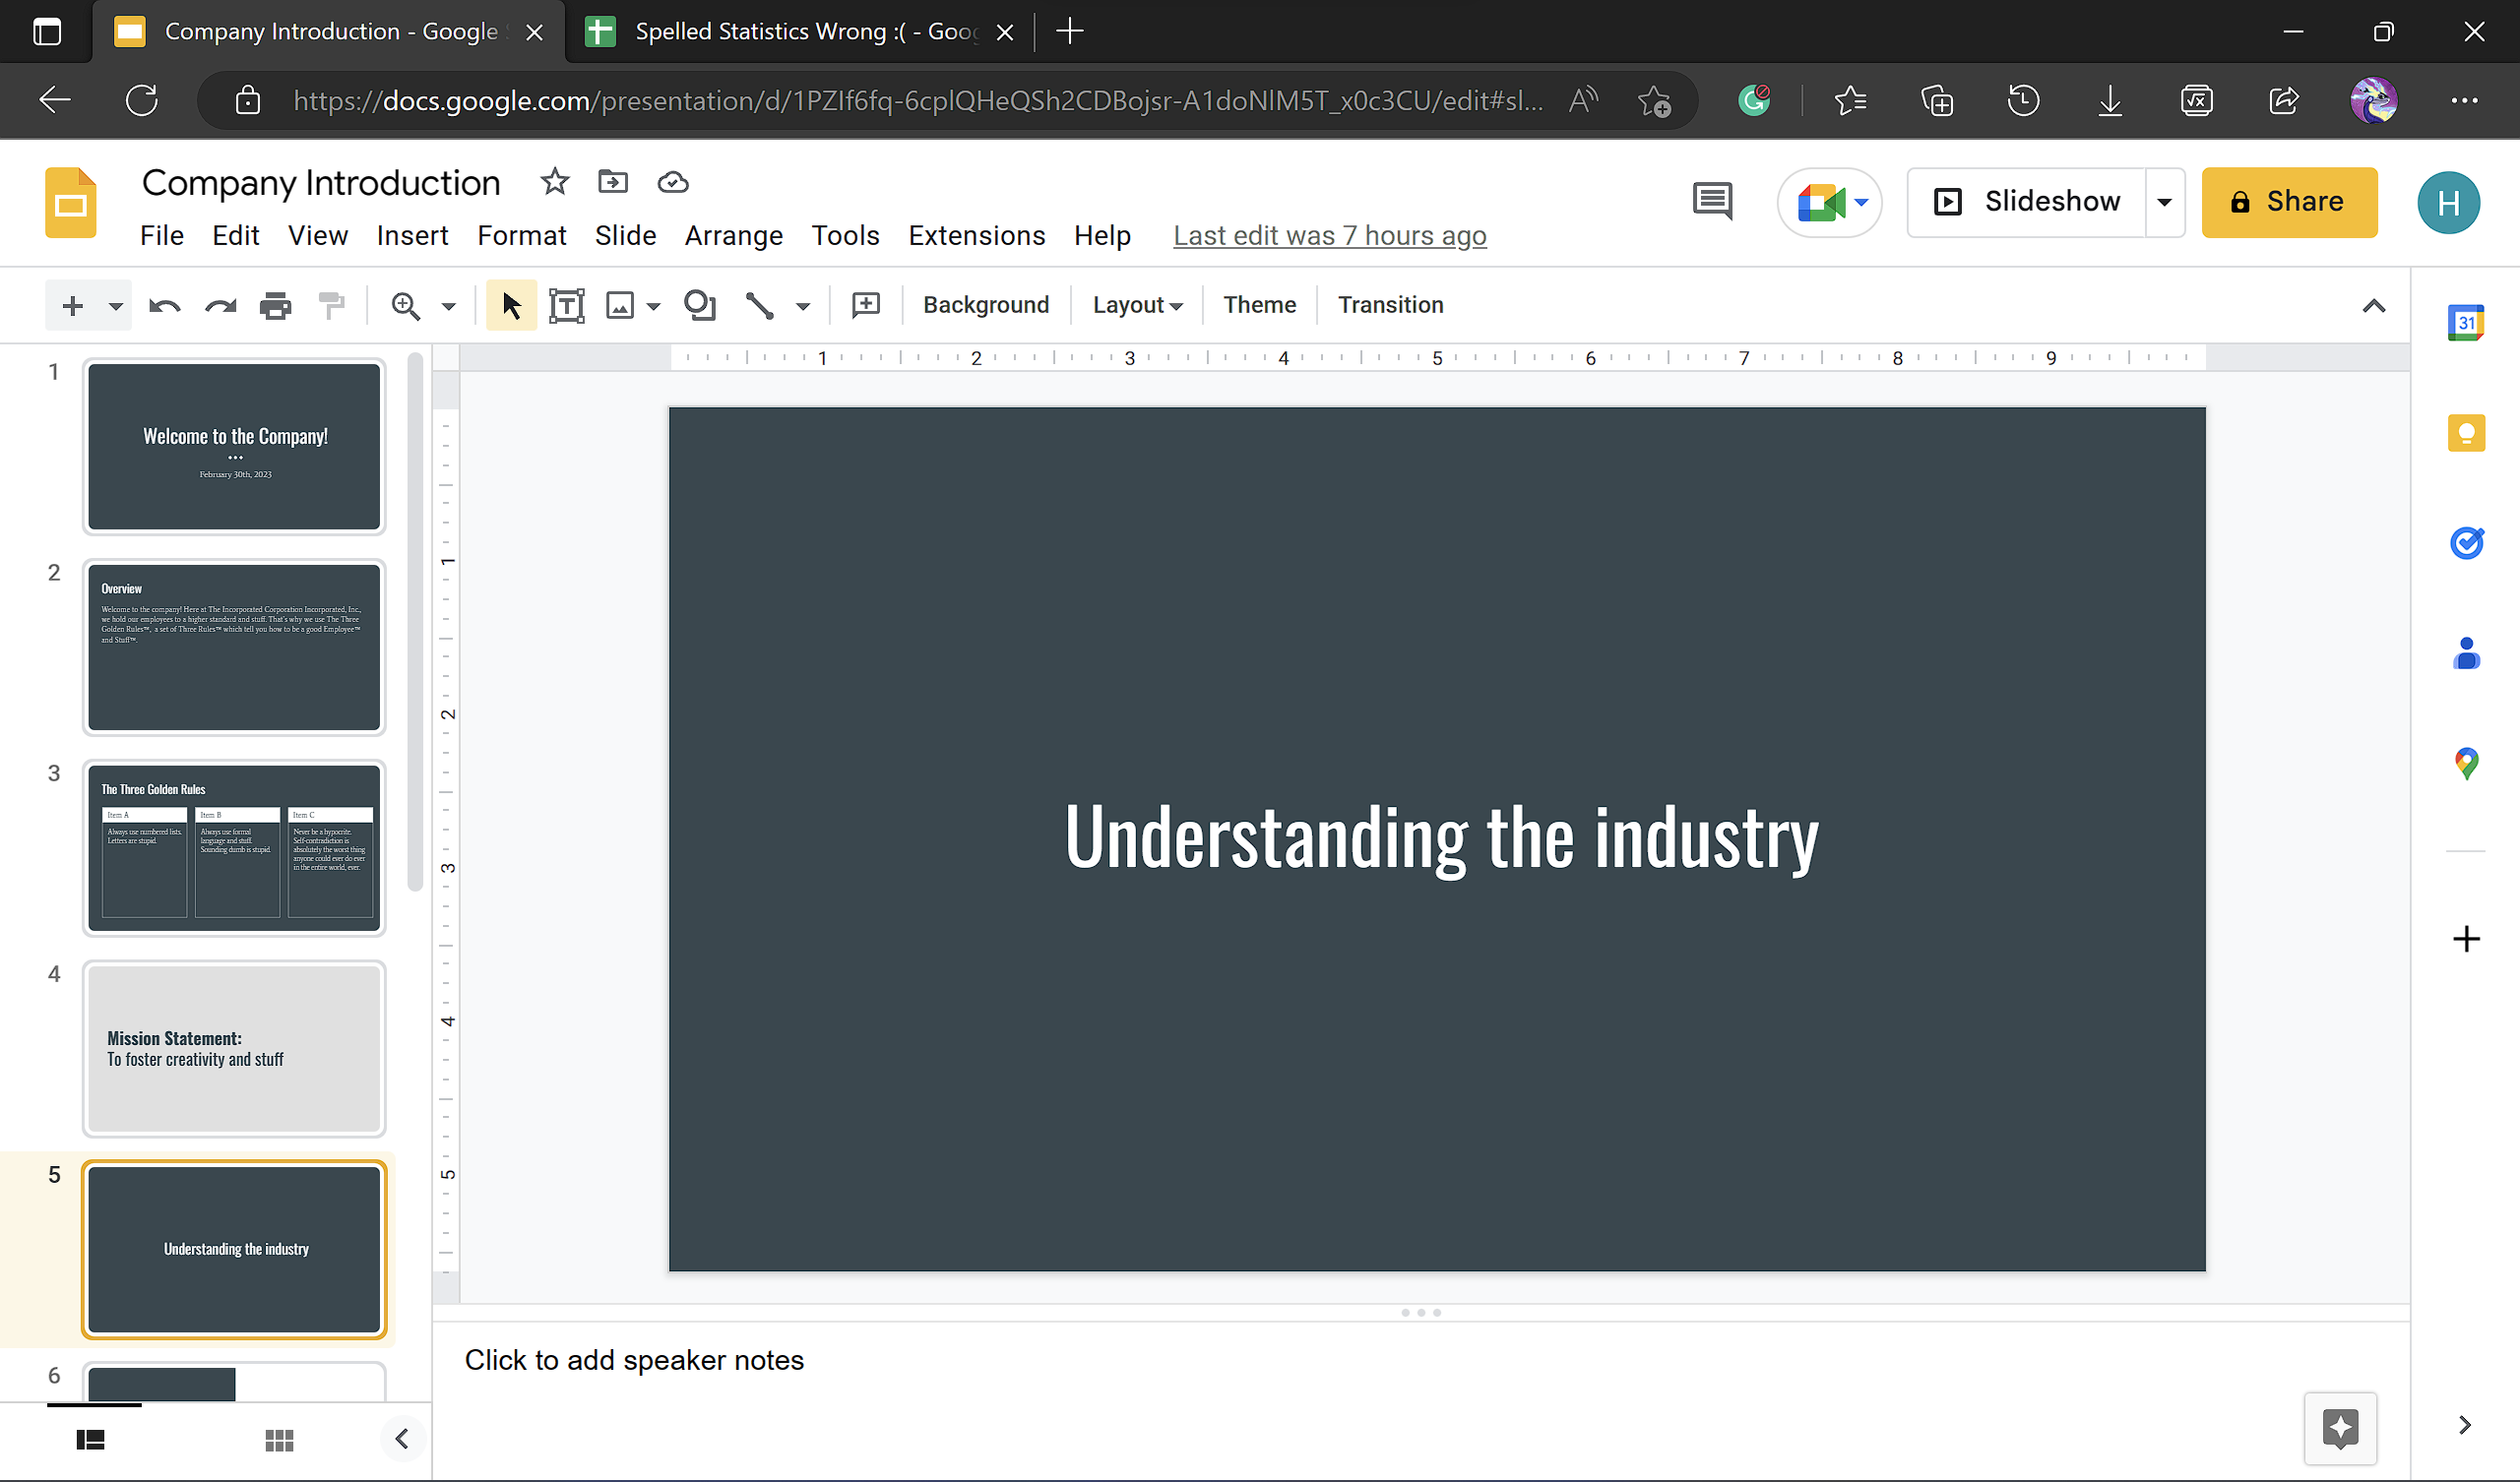 Company Introduction - Google
Spelled Statistics Wrong :( - Goog
https://docs.google.com/presentation/d/1PZIf6fq-6cplQHeQSh2CDBojsr-A1doNlM5T_x0c3CU/edit#sl...
Company Introduction
Slideshow
Share
H
File Edit View Insert Format Slide Arrange Tools Extensions Help Last edit was 7 hours ago
Background Layout Theme Transition
31
1 2 3 4 5 6 7 8 9
1
2
3
4
5
1
Welcome to the Company!
February 30th, 2023
2
Overview
Welcome to the company! Here at The Incorporated Corporation Incorporated, Inc.,
we hold our employees to a higher standard and stuff. That's why we use The Three
Golden Rules™, a set of Three Rules™ which tell you how to be a good Employee™
and Stuff™.
3
The Three Golden Rules
Item A
Always use numbered lists.
Letters are stupid.
Item B
Always use formal
language and stuff.
Sounding dumb is stupid.
Item C
Never be a hypocrite.
Self-contradiction is
absolutely the worst thing
anyone could ever do ever
in the entire world, ever.
4
Mission Statement:
To foster creativity and stuff
5
Understanding the industry
6
Understanding the industry
Click to add speaker notes